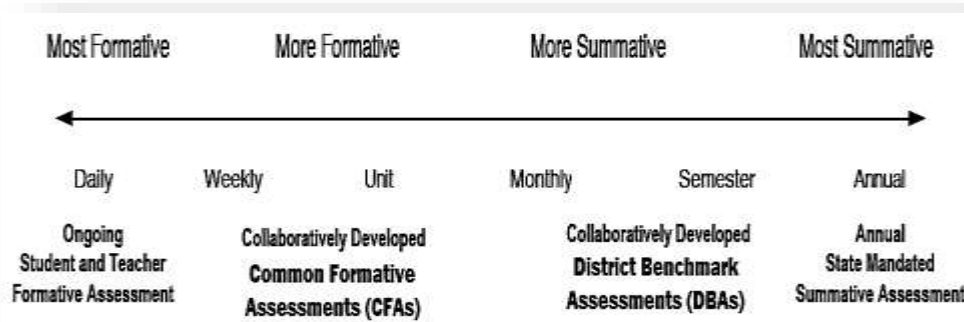 Most Formative More Formative More Summative Most Summative
Daily Weekly Unit Monthly Semester Annual
Ongoing
Student and Teacher
Formative Assessment
Collaboratively Developed
Common Formative
Assessments (CFAs)
Collaboratively Developed
District Benchmark
Assessments (DBAs)
Annual
State Mandated
Summative Assessment